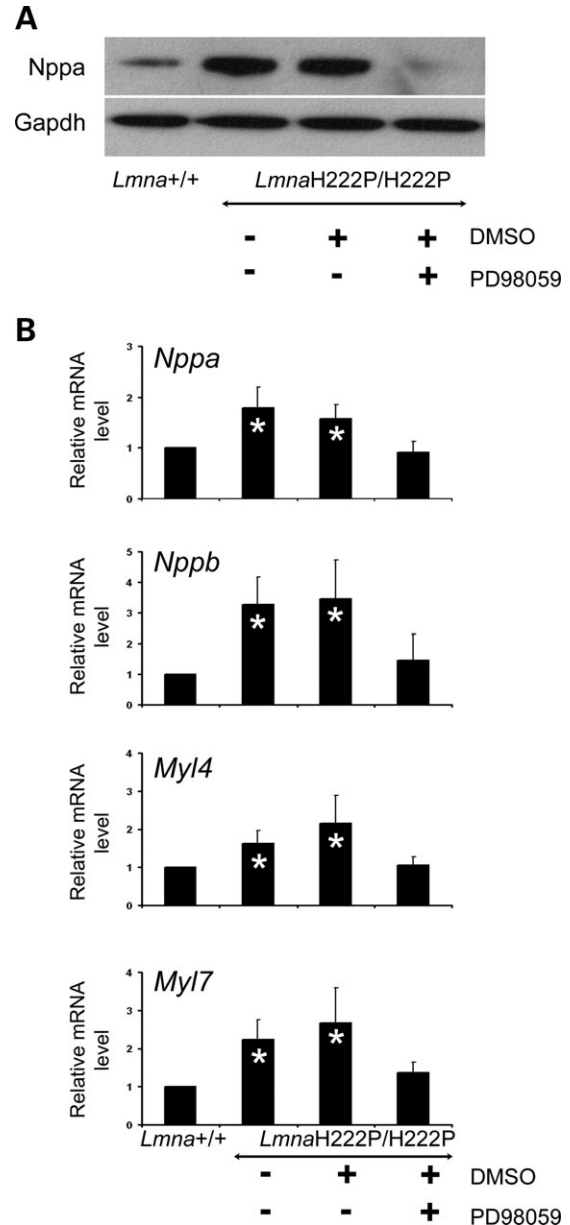 A
Nppa
Gapdh
Lmna+/+ LmnaH222P/H222P
- + + DMSO
- - + PD98059
B
Nppa
Relative mRNA
level
3
2
1
0
*
*
Nppb
Relative mRNA
level
5
4
3
2
1
0
*
*
Myl4
Relative mRNA
level
4
3
2
1
0
*
*
Myl7
Relative mRNA
level
4
3
2
1
0
*
*
Lmna+/+ LmnaH222P/H222P
- + + DMSO
- - + PD98059